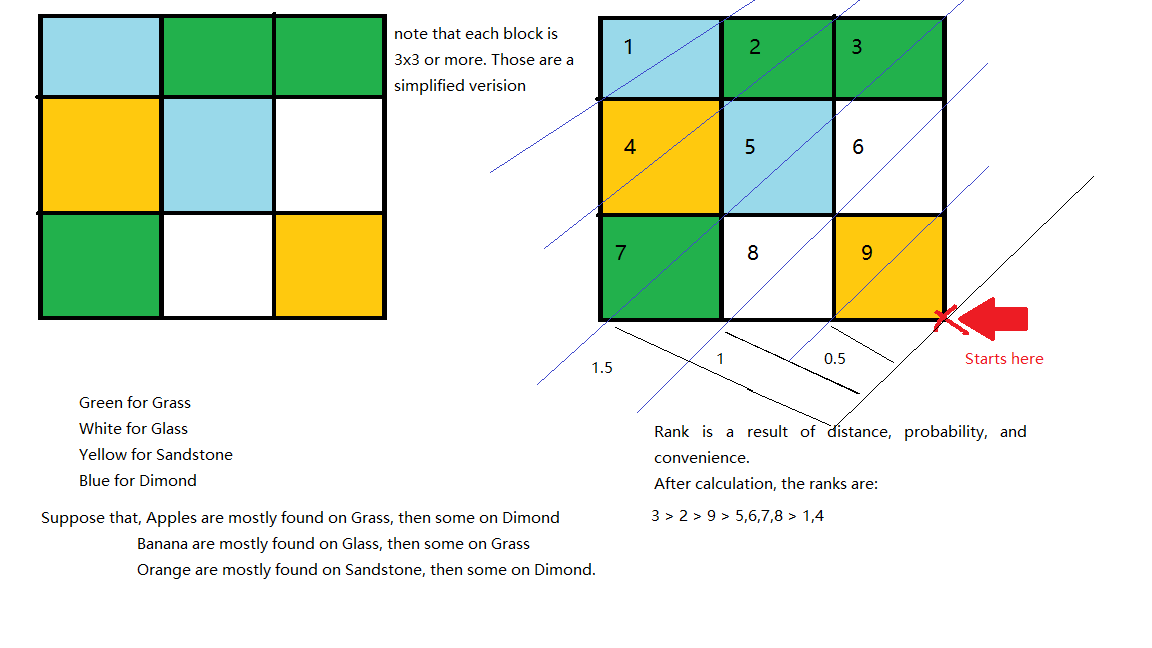 note that each block is
3x3 or more. Those are a
simplified verision
1
2
3
4
5
6
7
8
9
1.5
1
0.5
Starts here
Green for Grass
White for Glass
Yellow for Sandstone
Blue for Dimond
Suppose that, Apples are mostly found on Grass, then some on Dimond
Banana are mostly found on Glass, then some on Grass
Orange are mostly found on Sandstone, then some on Dimond.
Rank is a result of distance, probability, and
convenience.
After calculation, the ranks are:
3 > 2 > 9 > 5,6,7,8 > 1,4